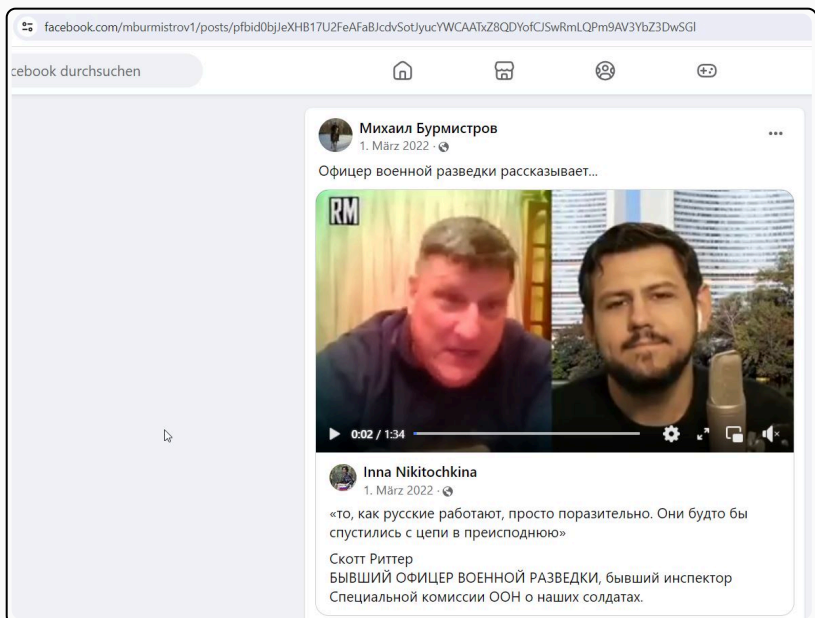 facebook.com/mburmistrov1/posts/pfbid0bjJeXHB17U2FeAFaBJcdvSotJyucYWCAATxZ8QDYofCJSwRmLQPm9AV3YbZ3DwSGl
cebook durchsuchen
Михаил Бурмистров
1. März 2022
Офицер военной разведки рассказывает...
RM
0:02 / 1:34
Inna Nikitochkina
1. März 2022
«то, как русские работают, просто поразительно. Они будто бы
спустились с цепи в преисподнюю»
Скотт Риттер
БЫВШИЙ ОФИЦЕР ВОЕННОЙ РАЗВЕДКИ, бывший инспектор
Специальной комиссии ООН о наших солдатах.